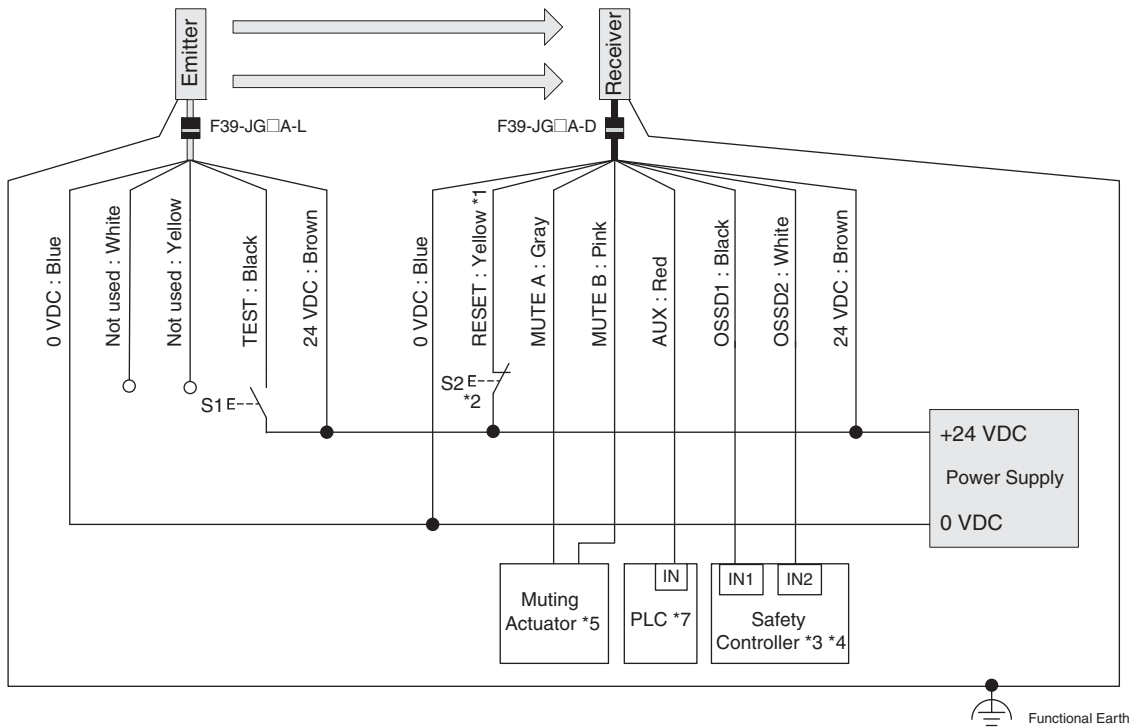 Emitter
Receiver
F39-JG□A-L
F39-JG□A-D
0 VDC : Blue
Not used : White
Not used : Yellow
TEST : Black
24 VDC : Brown
0 VDC : Blue
RESET : Yellow *1
MUTE A : Gray
MUTE B : Pink
AUX : Red
OSSD1 : Black
OSSD2 : White
24 VDC : Brown
S1
S2
*2
+24 VDC
Power Supply
0 VDC
IN
IN1
IN2
Muting
Actuator *5
PLC *7
Safety
Controller *3 *4
Functional Earth